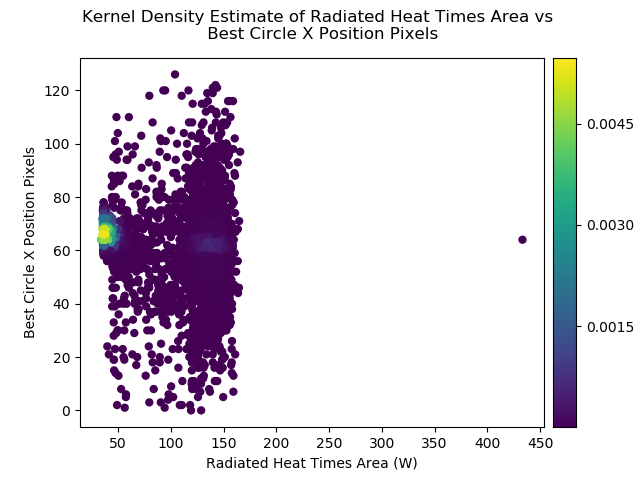 Kernel Density Estimate of Radiated Heat Times Area vs
Best Circle X Position Pixels
120
100
80
60
40
20
0
Best Circle X Position Pixels
50 100 150 200 250 300 350 400 450
Radiated Heat Times Area (W)
0.0045
0.0030
0.0015